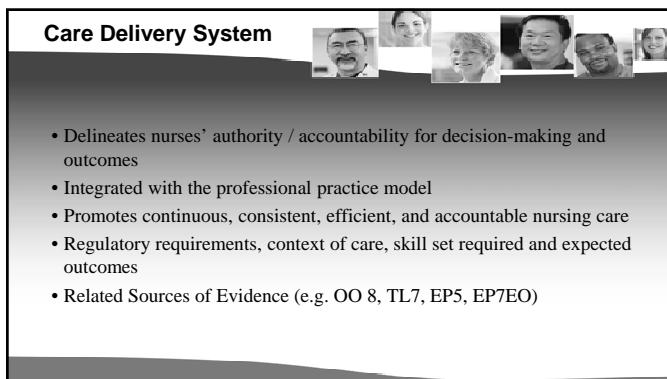 Care Delivery System
• Delineates nurses’ authority / accountability for decision-making and
outcomes
• Integrated with the professional practice model
• Promotes continuous, consistent, efficient, and accountable nursing care
• Regulatory requirements, context of care, skill set required and expected
outcomes
• Related Sources of Evidence (e.g. OO 8, TL7, EP5, EP7EO)